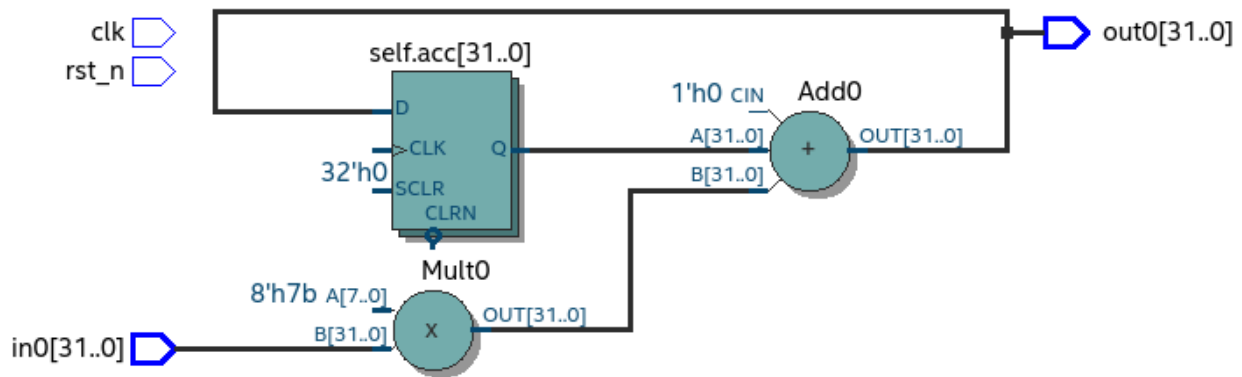 clk
out0[31..0]
rst_n
self.acc[31..0]
1'h0 CIN
Add0
D
A[31..0]
+
OUT[31..0]
CLK
Q
32'h0
SCLR
B[31..0]
CLRN
Mult0
8'h7b A[7..0]
OUT[31..0]
B[31..0]
x
in0[31..0]